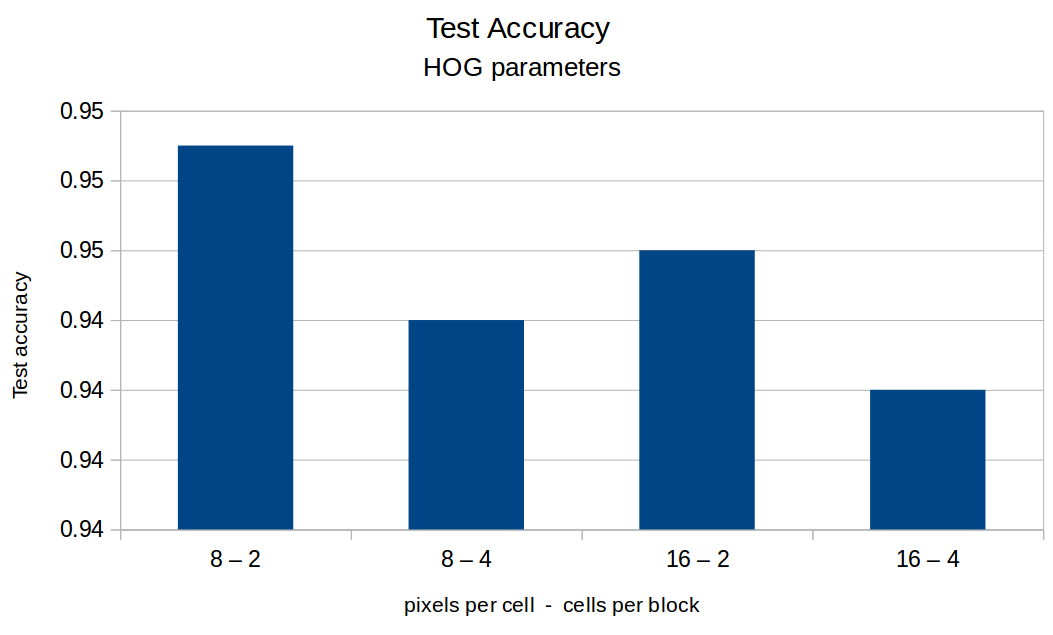 Test Accuracy
HOG parameters
0.95
0.95
0.95
0.94
0.94
0.94
0.94
Test accuracy
8 – 2
8 – 4
16 – 2
16 – 4
pixels per cell - cells per block